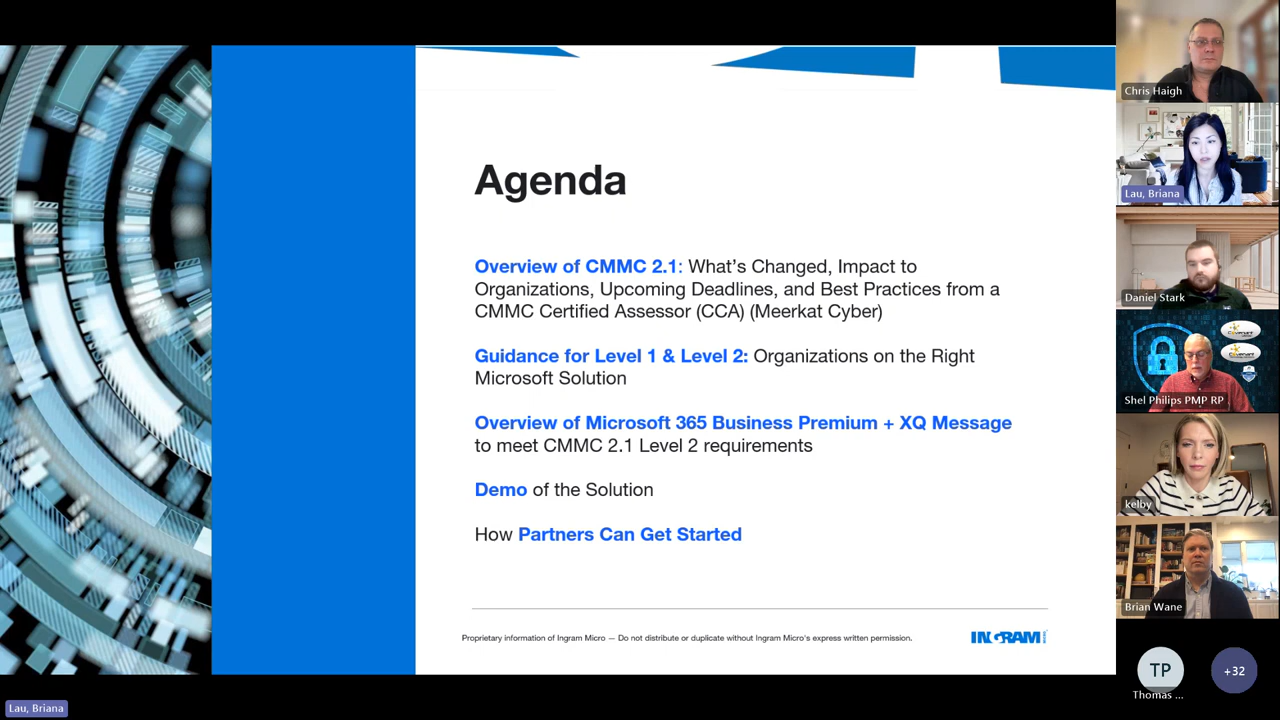 Agenda
Overview of CMMC 2.1: What's Changed, Impact to
Organizations, Upcoming Deadlines, and Best Practices from a
CMMC Certified Assessor (CCA) (Meerkat Cyber)
Guidance for Level 1 & Level 2: Organizations on the Right
Microsoft Solution
Overview of Microsoft 365 Business Premium + XQ Message
to meet CMMC 2.1 Level 2 requirements
Demo of the Solution
How Partners Can Get Started
Proprietary information of Ingram Micro — Do not distribute or duplicate without Ingram Micro's express written permission.
INGRAM
Chris Haigh
Lau, Briana
Daniel Stark
Shel Philips PMP RP
kelby
Brian Wane
TP
Thomas ...
+32
Lau, Briana